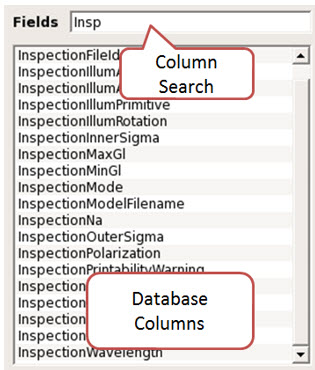 Fields Insp
InspectionFileId
InspectionIllumA
InspectionIllumA
InspectionIllumPrimitive
InspectionIllumRotation
InspectionInnerSigma
InspectionMaxGl
InspectionMinGl
InspectionMode
InspectionModelFilename
InspectionNa
InspectionOuterSigma
InspectionPolarization
InspectionPrintabilityWarning
Inspection
Inspection
Inspection
Inspection
InspectionWavelength
Column
Search
Database
Columns